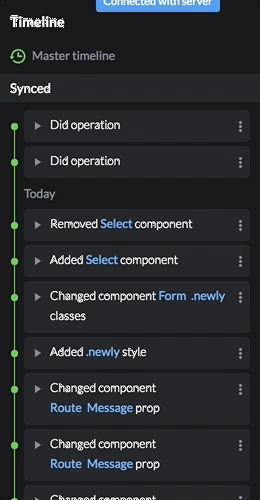 Connected with server
Timeline
Master timeline
Synced
Did operation
Did operation
Today
Removed Select component
Added Select component
Changed component Form .newly
classes
Added .newly style
Changed component
Route Message prop
Changed component
Route Message prop
Changed component